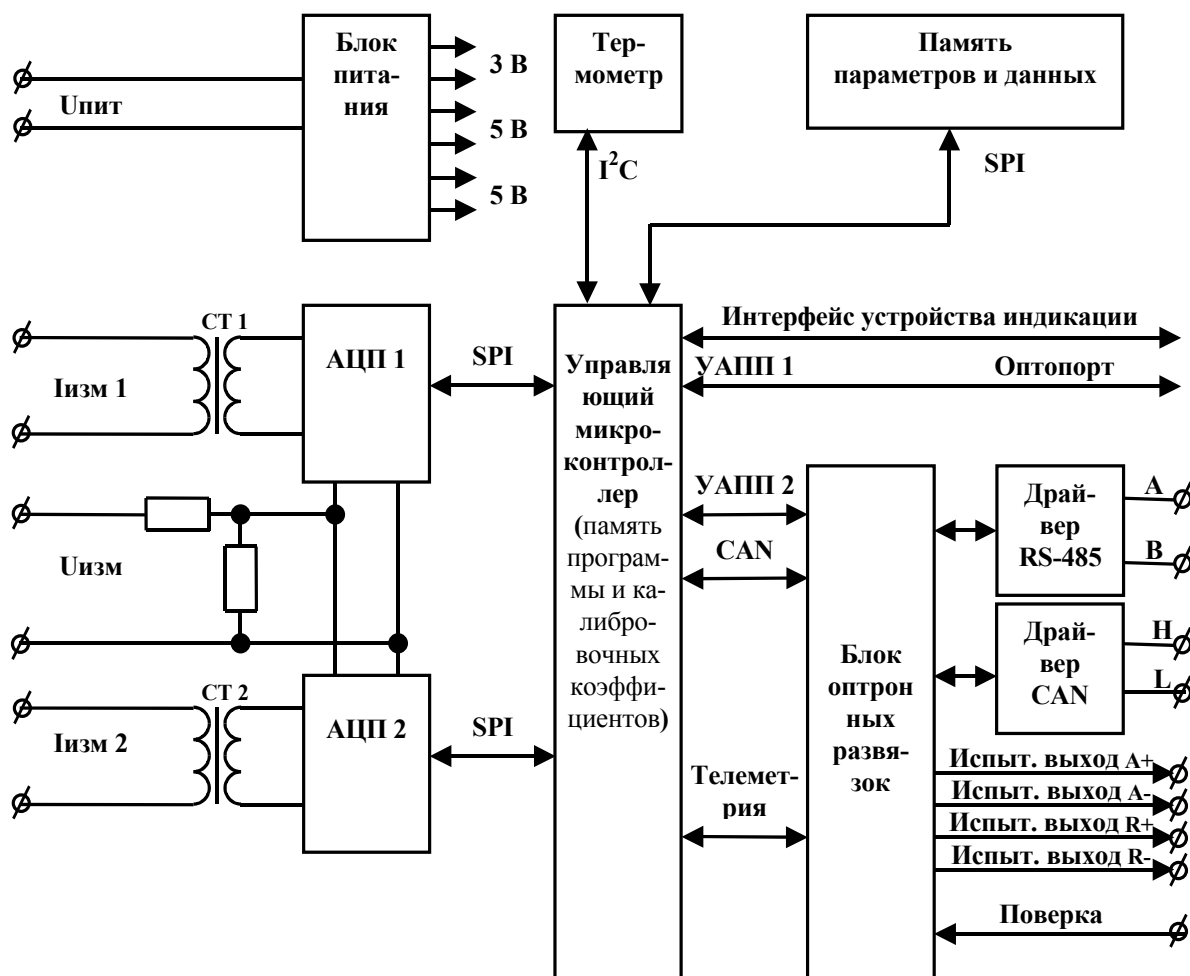 Блок
пита-
ния
Uпит
3 В
5 В
5 В
Тер-
мометр
I²C
Память
параметров и данных
SPI
СТ 1
Iизм 1
АЦП 1
SPI
Uизм
СТ 2
Iизм 2
АЦП 2
SPI
Управля
ющий
микро-
контрол-
лер
(память
програм-
мы и ка-
либро-
вочных
коэффи-
циентов)
Интерфейс устройства индикации
УАПП 1
Оптопорт
УАПП 2
CAN
Телемет-
рия
Блок
оптрон
ных
развя-
зок
Драй-
вер
RS-485
A
B
Драй-
вер
CAN
H
L
Испыт. выход A+
Испыт. выход A-
Испыт. выход R+
Испыт. выход R-
Поверка